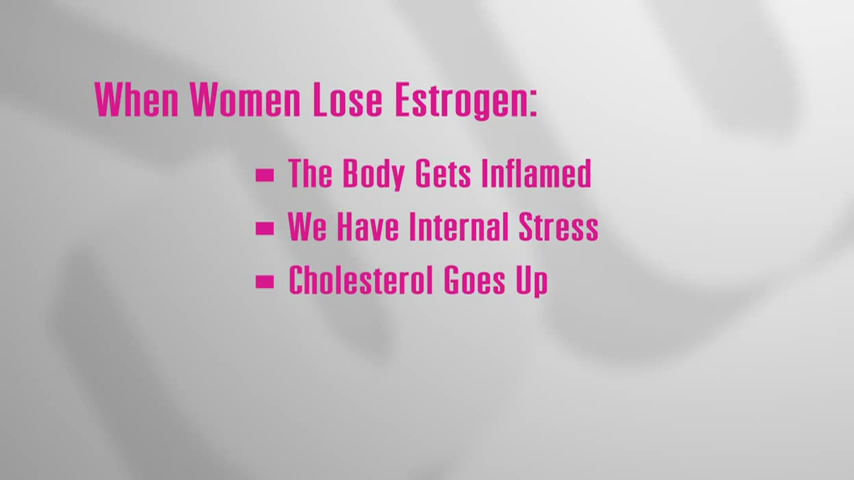 When Women Lose Estrogen:
The Body Gets Inflamed
We Have Internal Stress
Cholesterol Goes Up